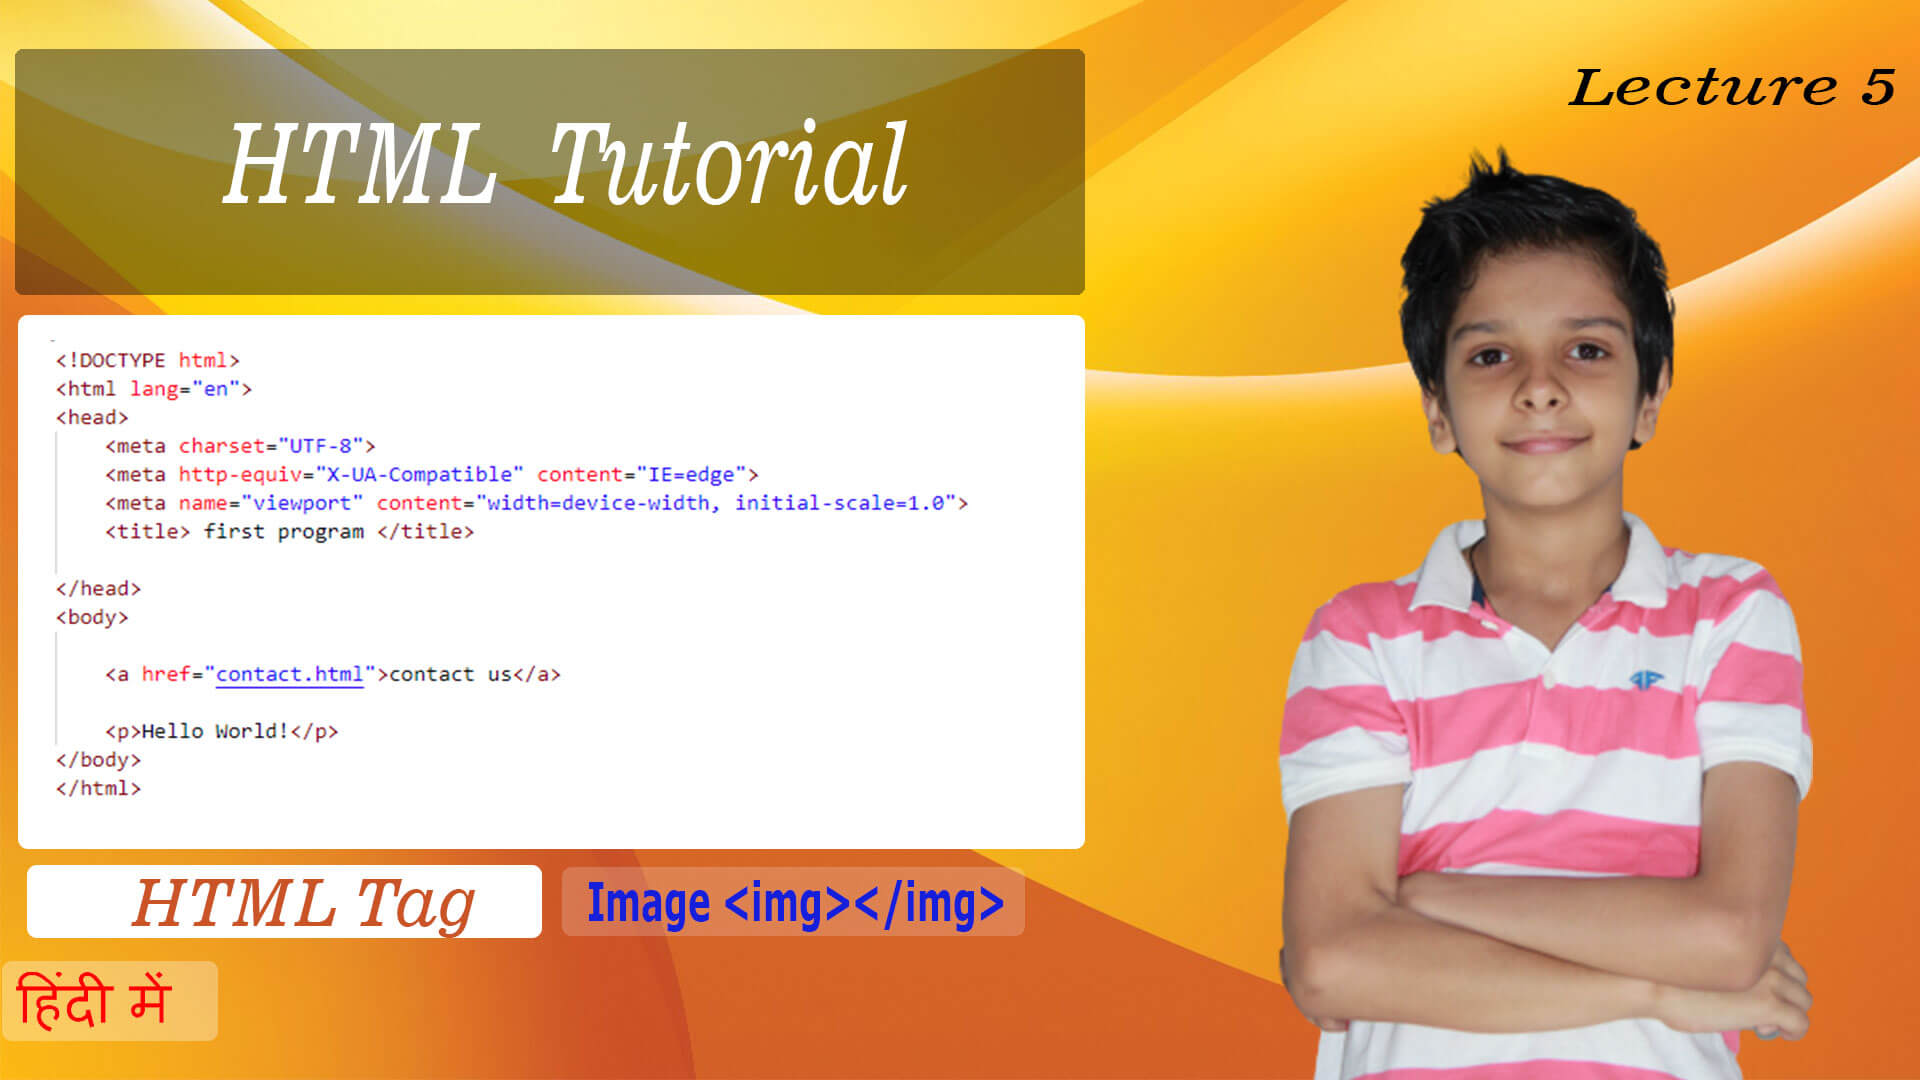 HTML Tutorial
Lecture 5
<!DOCTYPE html>
<html lang="en">
<head>
    <meta charset="UTF-8">
    <meta http-equiv="X-UA-Compatible" content="IE=edge">
    <meta name="viewport" content="width=device-width, initial-scale=1.0">
    <title> first program </title>
</head>
<body>
    <a href="contact.html">contact us</a>
    <p>Hello World!</p>
</body>
</html>
HTML Tag
Image <img></img>
हिंदी में